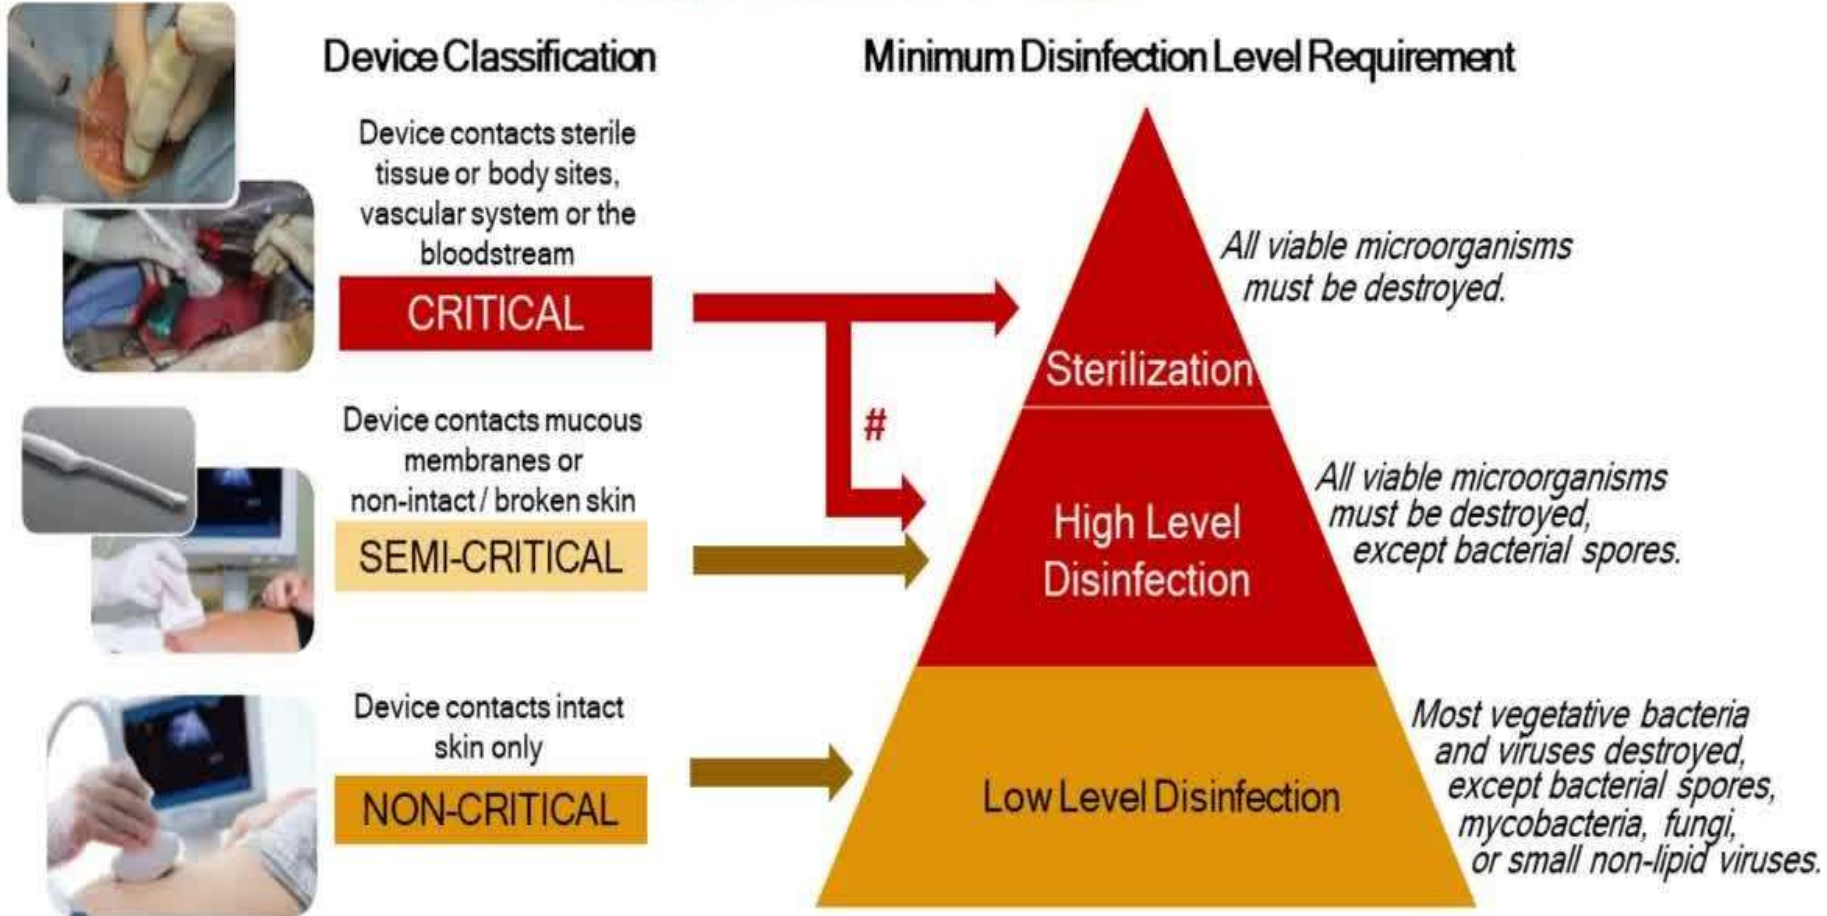 Device Classification
Minimum Disinfection Level Requirement
Device contacts sterile
tissue or body sites,
vascular system or the
bloodstream
CRITICAL
All viable microorganisms
must be destroyed.
Sterilization
#
Device contacts mucous
membranes or
non-intact / broken skin
SEMI-CRITICAL
High Level
Disinfection
All viable microorganisms
must be destroyed,
except bacterial spores.
Device contacts intact
skin only
NON-CRITICAL
Low Level Disinfection
Most vegetative bacteria
and viruses destroyed,
except bacterial spores,
mycobacteria, fungi,
or small non-lipid viruses.